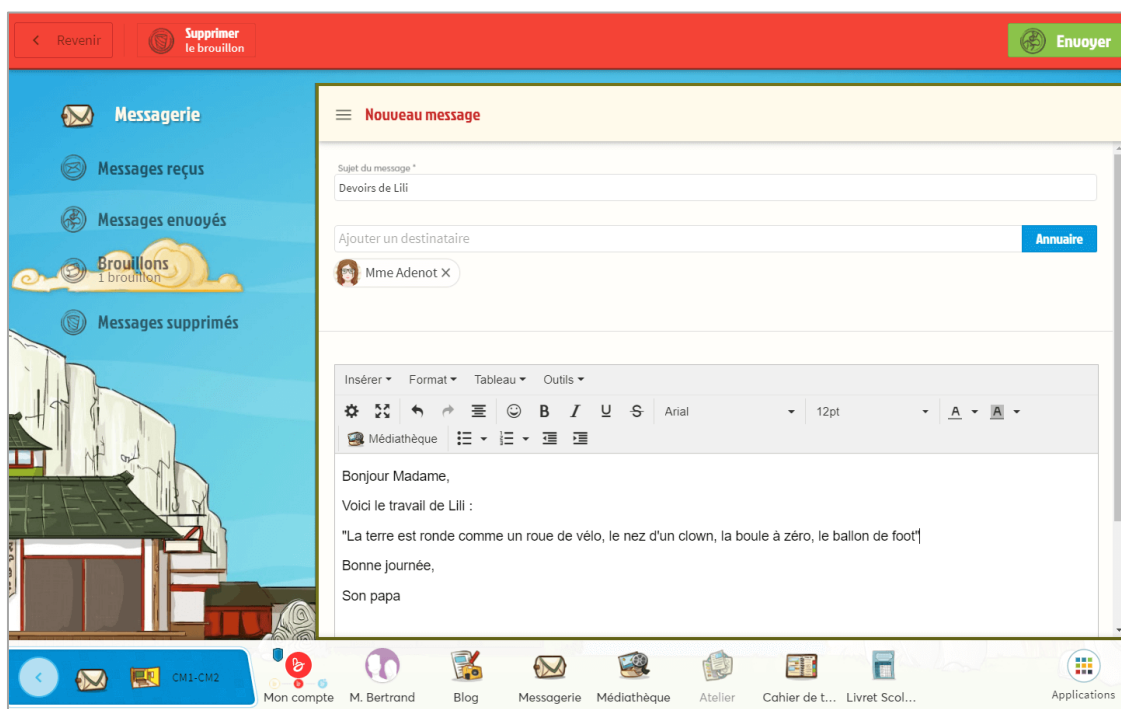 Revenir
Supprimer
le brouillon
Envoyer
Messagerie
Messages reçus
Messages envoyés
Brouillons
1 brouillon
Messages supprimés
Nouveau message
Sujet du message *
Devoirs de Lili
Ajouter un destinataire
Annuaire
Mme Adenot ×
Insérer Format Tableau Outils
B I U S Arial 12pt A A
Médiathèque
Bonjour Madame,
Voici le travail de Lili :
"La terre est ronde comme un roue de vélo, le nez d'un clown, la boule à zéro, le ballon de foot"
Bonne journée,
Son papa
CM1-CM2
Mon compte
M. Bertrand
Blog
Messagerie
Médiathèque
Atelier
Cahier de t...
Livret Scol...
Applications